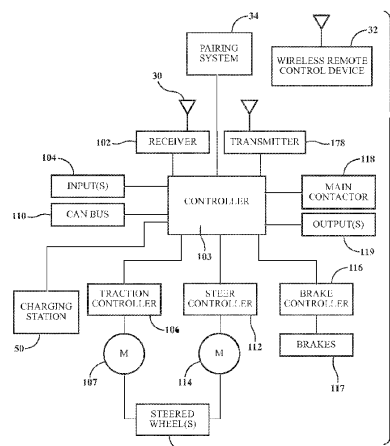 34
32
PAIRING
SYSTEM
WIRELESS REMOTE
CONTROL DEVICE
30
102
RECEIVER
TRANSMITTER
178
104
INPUT(S)
118
MAIN
CONTACTOR
110
CAN BUS
CONTROLLER
OUTPUT(S)
119
103
116
CHARGING
STATION
TRACTION
CONTROLLER
STEER
CONTROLLER
BRAKE
CONTROLLER
50
106
112
M
M
BRAKES
107
114
117
STEERED
WHEEL(S)